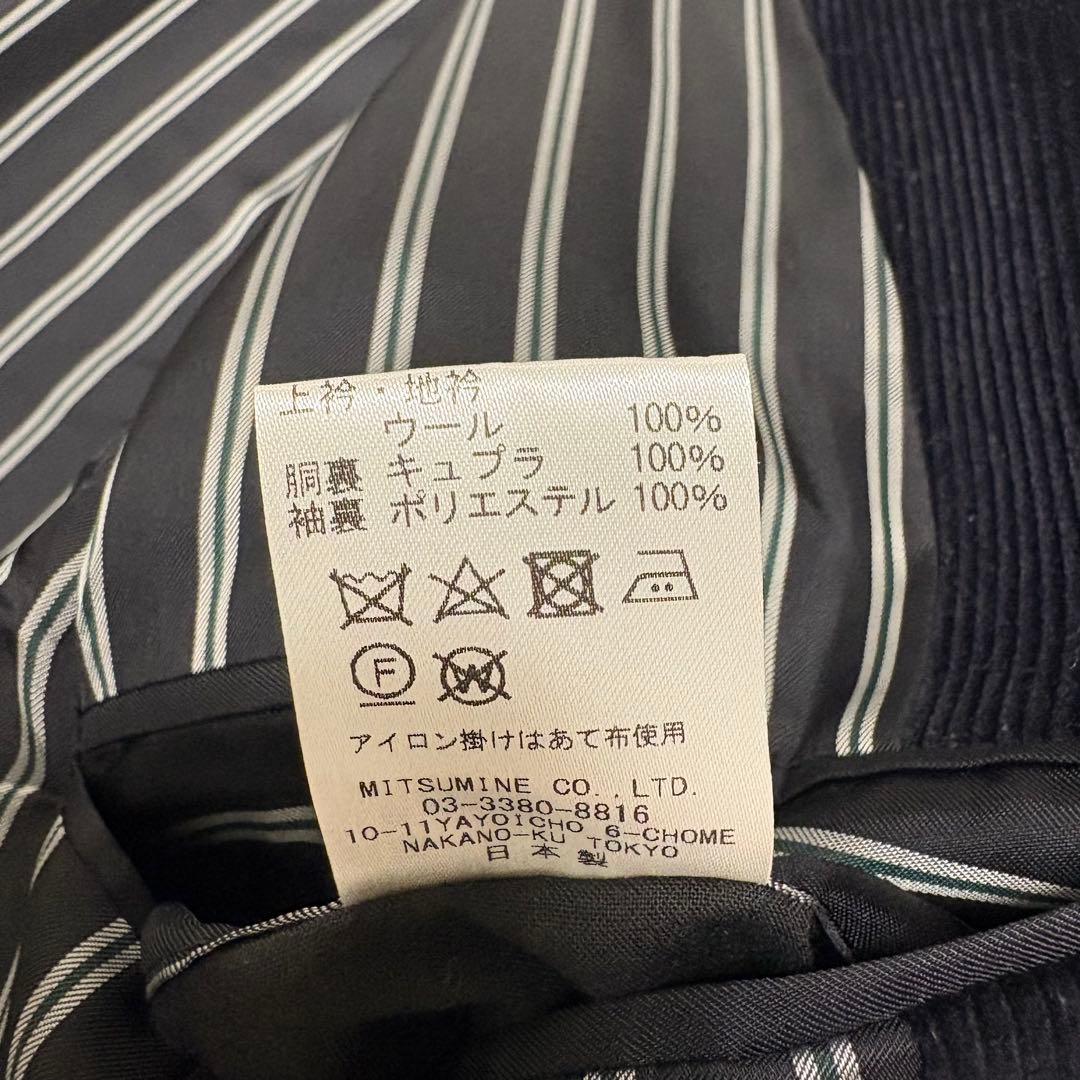 上衿・地衿
ウール 100%
胴裏 キュプラ 100%
袖裏 ポリエステル 100%
F
W
アイロン掛けはあて布使用
MITSUMINE CO.,LTD.
03-3380-8816
10-11YAYOICHO 6-CHOME
NAKANO-KU TOKYO
日本製